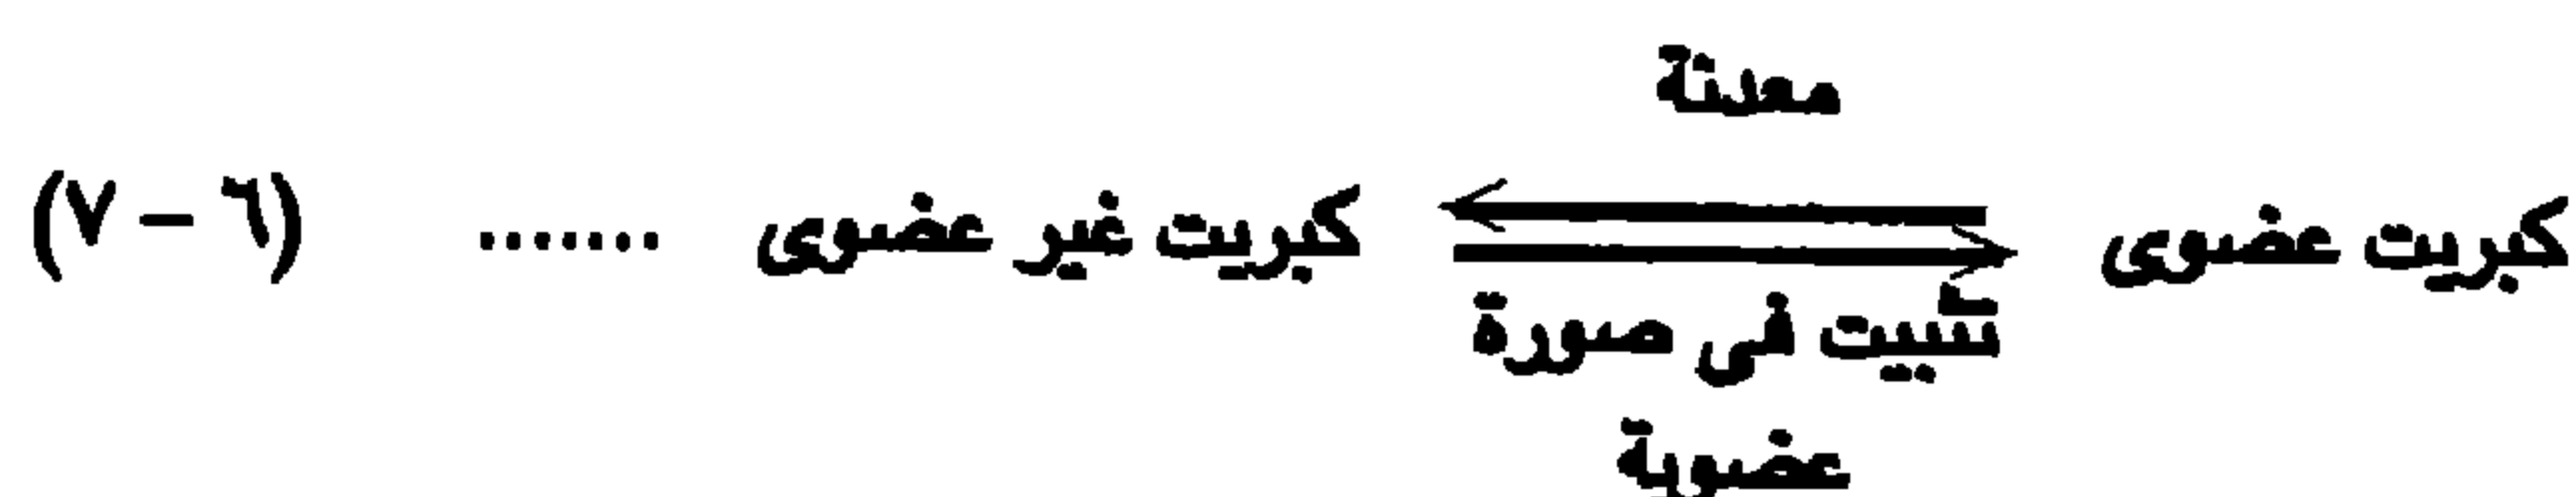 معدنة
كبريت عضوى ⇌ كبريت غير عضوى ....... (٦ – ٧)
تثبيت فى صورة
عضوية